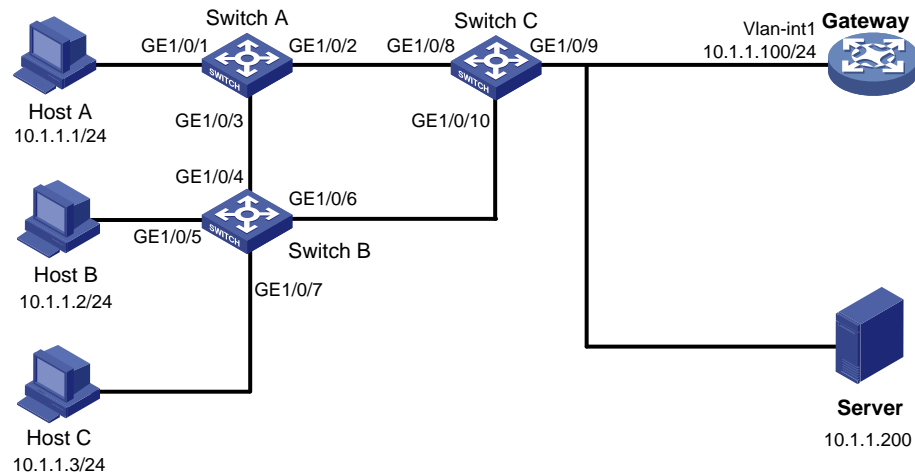 Switch A
Switch C
Vlan-int1
Gateway
GE1/0/1
GE1/0/2
GE1/0/8
GE1/0/9
10.1.1.100/24
SWITCH
SWITCH
Host A
10.1.1.1/24
GE1/0/3
GE1/0/10
GE1/0/4
GE1/0/6
SWITCH
GE1/0/5
Switch B
Host B
10.1.1.2/24
GE1/0/7
Server
10.1.1.200
Host C
10.1.1.3/24